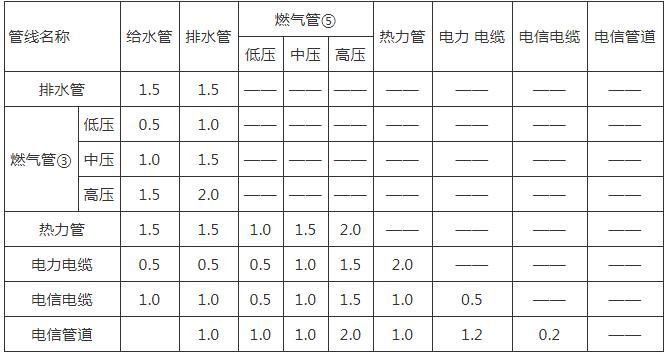 管线名称 给水管 排水管 燃气管⑤ 热力管 电力 电缆 电信电缆 电信管道
低压 中压 高压
排水管 1.5 1.5 —— —— —— —— —— —— ——
燃气管③ 低压 0.5 1.0 —— —— —— —— —— —— ——
中压 1.0 1.5 —— —— —— —— —— —— ——
高压 1.5 2.0 —— —— —— —— —— —— ——
热力管 1.5 1.5 1.0 1.5 2.0 —— —— —— ——
电力电缆 0.5 0.5 0.5 1.0 1.5 2.0 —— —— ——
电信电缆 1.0 1.0 0.5 1.0 1.5 1.0 0.5 —— ——
电信管道 1.0 1.0 1.0 2.0 1.0 1.2 0.2 ——